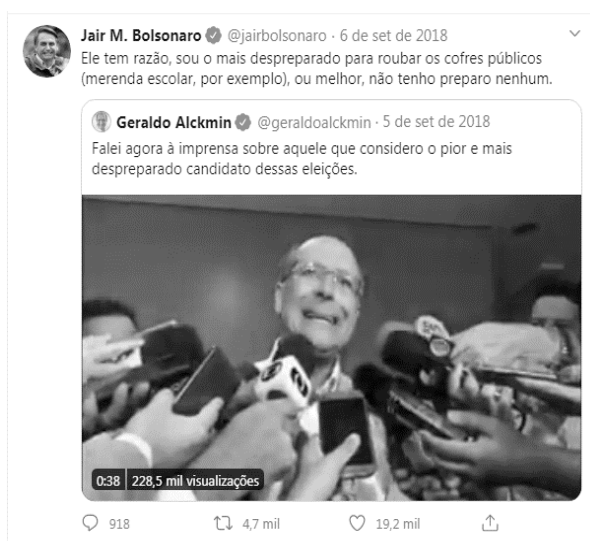 Jair M. Bolsonaro @jairbolsonaro · 6 de set de 2018
Ele tem razão, sou o mais despreparado para roubar os cofres públicos
(merenda escolar, por exemplo), ou melhor, não tenho preparo nenhum.
Geraldo Alckmin @geraldoalckmin · 5 de set de 2018
Falei agora à imprensa sobre aquele que considero o pior e mais
despreparado candidato dessas eleições.
0:38 228,5 mil visualizações
918 4,7 mil 19,2 mil